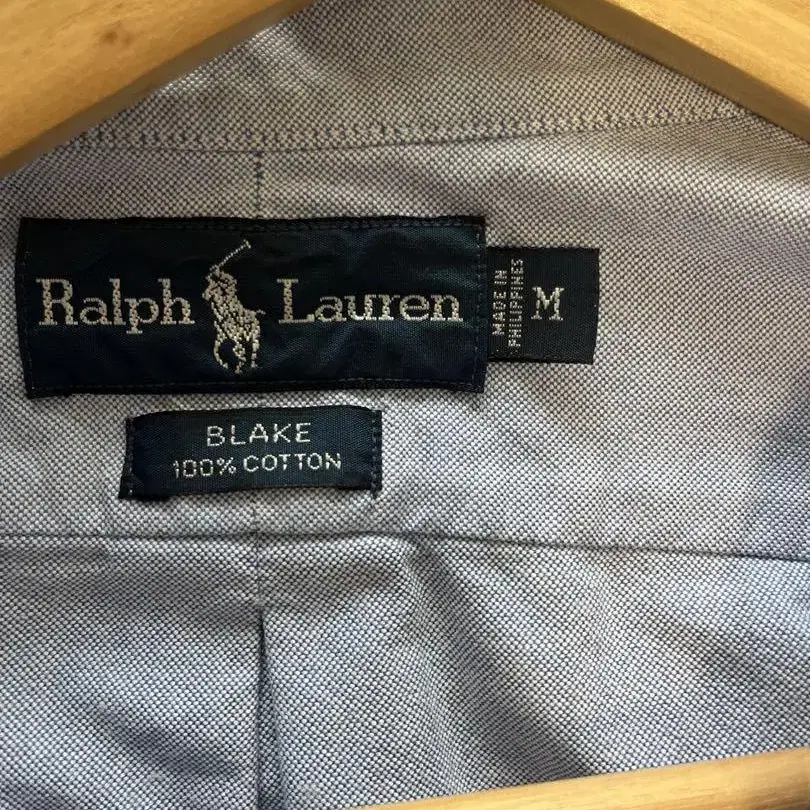 Ralph Lauren
MADE IN
PHILIPPINES
M
BLAKE
100% COTTON